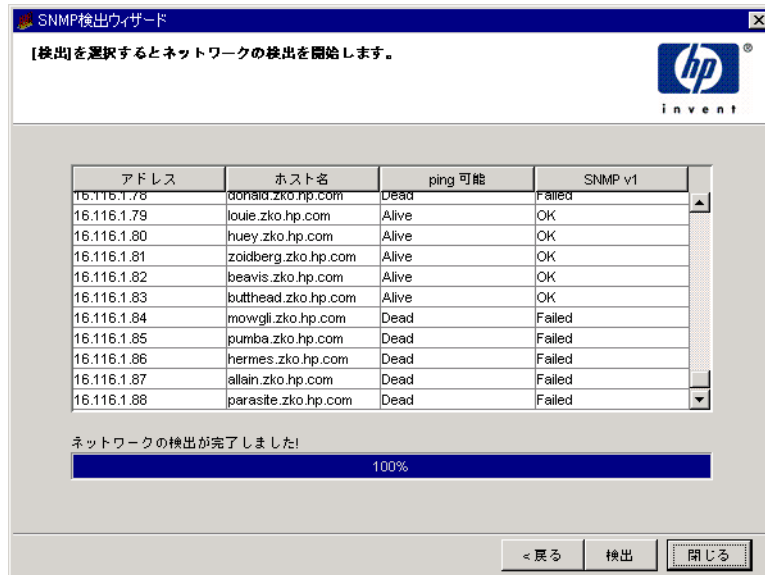 SNMP検出ウィザード
[検出]を選択するとネットワークの検出を開始します。
hp
®
invent
アドレス ホスト名 ping 可能 SNMP v1
16.116.1.78 donald.zko.hp.com Dead Failed
16.116.1.79 louie.zko.hp.com Alive OK
16.116.1.80 huey.zko.hp.com Alive OK
16.116.1.81 zoidberg.zko.hp.com Alive OK
16.116.1.82 beavis.zko.hp.com Alive OK
16.116.1.83 butthead.zko.hp.com Alive OK
16.116.1.84 mowgli.zko.hp.com Dead Failed
16.116.1.85 pumba.zko.hp.com Dead Failed
16.116.1.86 hermes.zko.hp.com Dead Failed
16.116.1.87 allain.zko.hp.com Dead Failed
16.116.1.88 parasite.zko.hp.com Dead Failed
ネットワークの検出が完了しました!
100%
<戻る 検出 閉じる